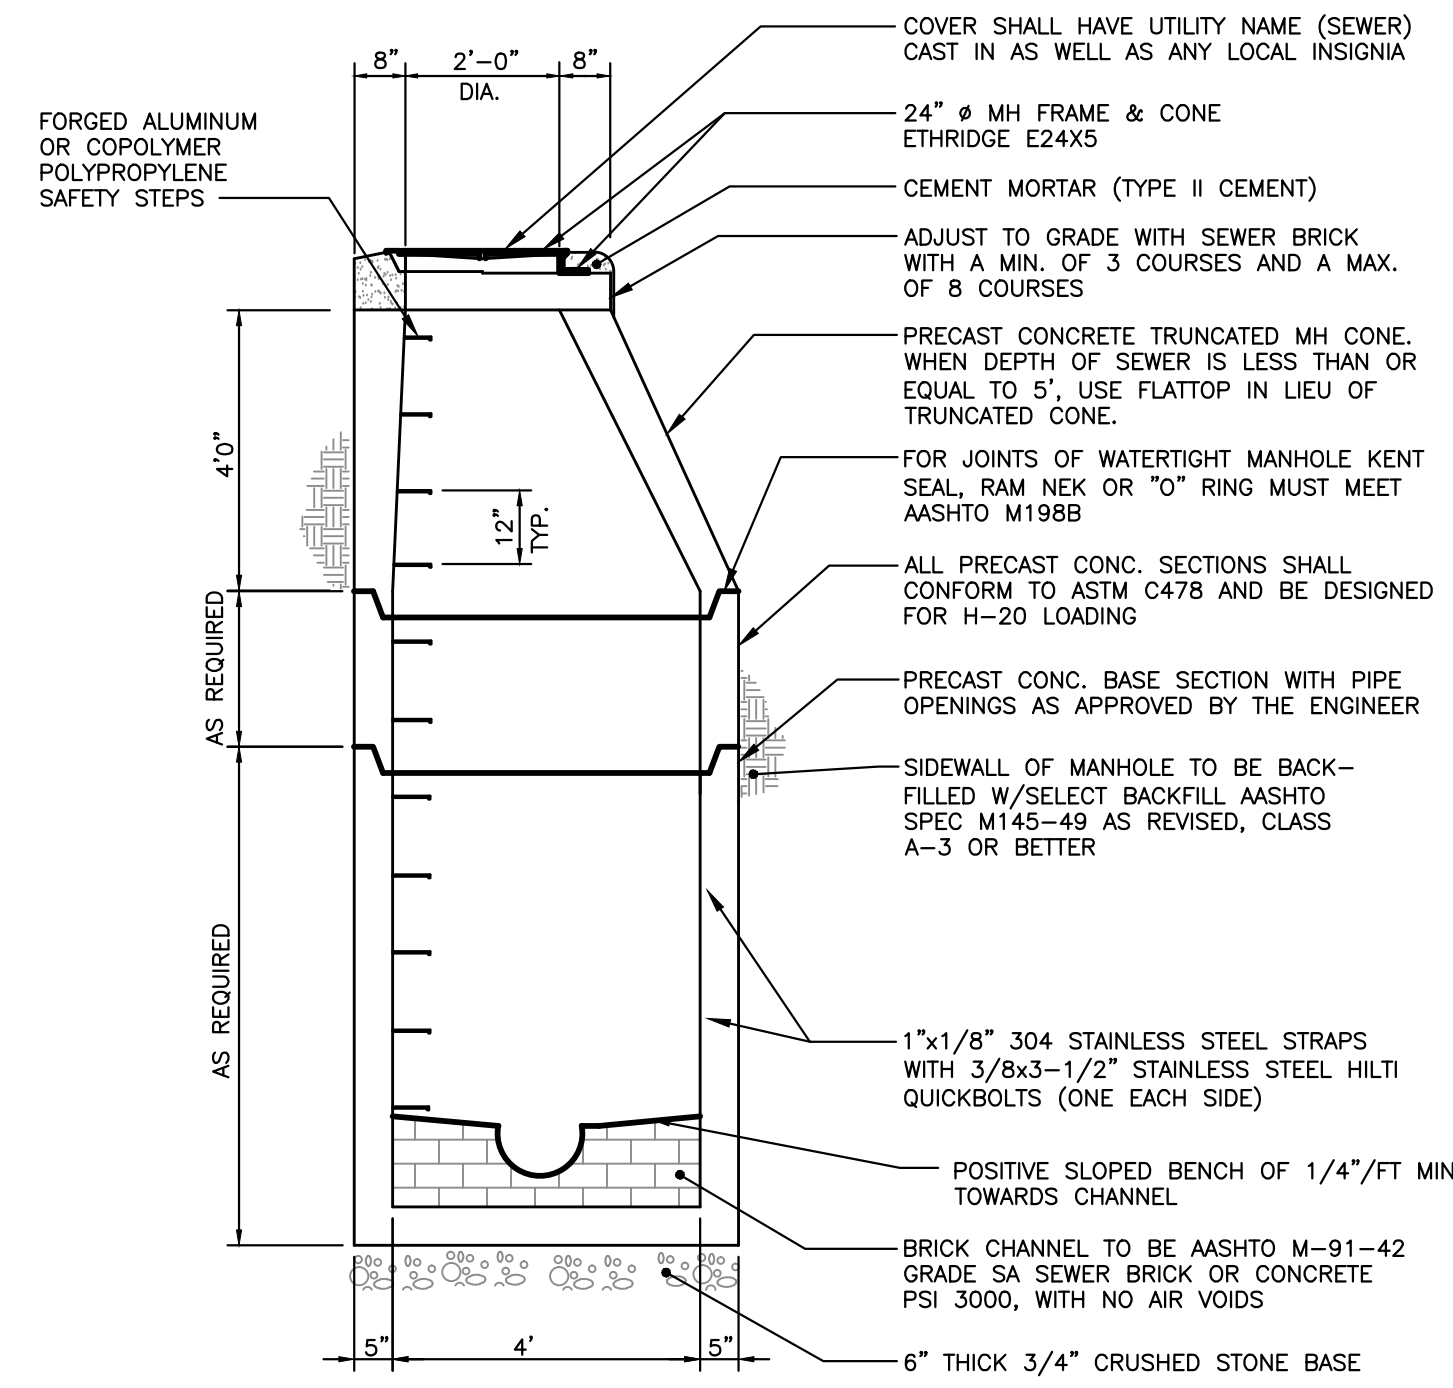 COVER SHALL HAVE UTILITY NAME (SEWER)
CAST IN AS WELL AS ANY LOCAL INSIGNIA
8"
2'-0"
8"
DIA.
24" ø MH FRAME & CONE
ETHRIDGE E24X5
FORGED ALUMINUM
OR COPOLYMER
POLYPROPYLENE
SAFETY STEPS
CEMENT MORTAR (TYPE II CEMENT)
ADJUST TO GRADE WITH SEWER BRICK
WITH A MIN. OF 3 COURSES AND A MAX.
OF 8 COURSES
PRECAST CONCRETE TRUNCATED MH CONE.
WHEN DEPTH OF SEWER IS LESS THAN OR
EQUAL TO 5', USE FLATTOP IN LIEU OF
TRUNCATED CONE.
4'0"
12"
TYP.
FOR JOINTS OF WATERTIGHT MANHOLE KENT
SEAL, RAM NEK OR "O" RING MUST MEET
AASHTO M198B
ALL PRECAST CONC. SECTIONS SHALL
CONFORM TO ASTM C478 AND BE DESIGNED
FOR H-20 LOADING
AS REQUIRED
PRECAST CONC. BASE SECTION WITH PIPE
OPENINGS AS APPROVED BY THE ENGINEER
SIDEWALL OF MANHOLE TO BE BACK-
FILLED W/SELECT BACKFILL AASHTO
SPEC M145-49 AS REVISED, CLASS
A-3 OR BETTER
AS REQUIRED
1"x1/8" 304 STAINLESS STEEL STRAPS
WITH 3/8x3-1/2" STAINLESS STEEL HILTI
QUICKBOLTS (ONE EACH SIDE)
POSITIVE SLOPED BENCH OF 1/4"/FT MIN
TOWARDS CHANNEL
BRICK CHANNEL TO BE AASHTO M-91-42
GRADE SA SEWER BRICK OR CONCRETE
PSI 3000, WITH NO AIR VOIDS
5"
4'
5"
6" THICK 3/4" CRUSHED STONE BASE